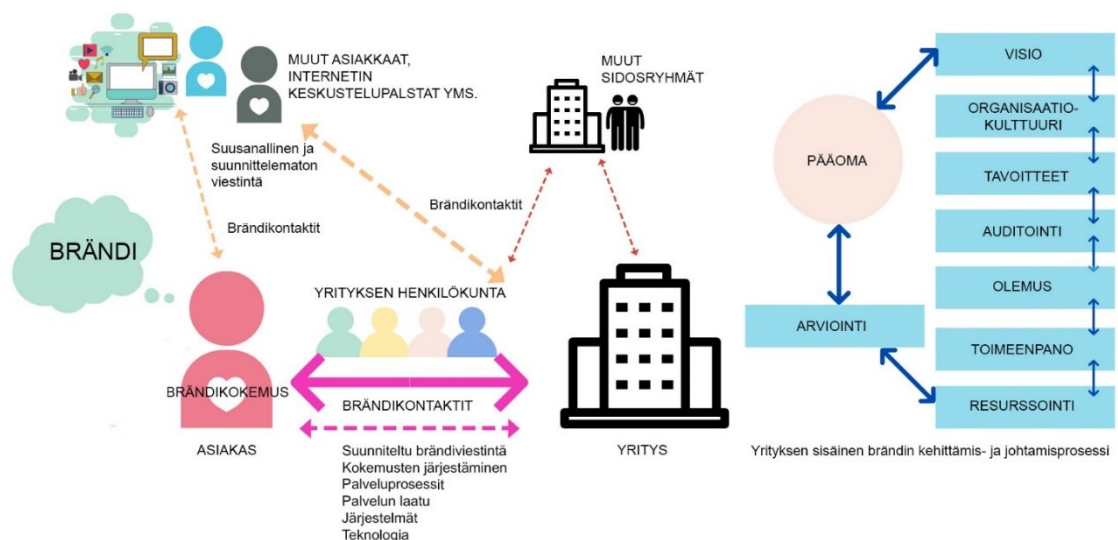 MUUT ASIAKKAAT,
INTERNETIN
KESKUSTELUPALSTAT YMS.
Suusanallinen ja
suunnittelematon
viestintä
Brändikontaktit
BRÄNDI
BRÄNDIKOKEMUS
ASIAKAS
YRITYKSEN HENKILÖKUNTA
BRÄNDIKONTAKTIT
Suunniteltu brändiviestintä
Kokemusten järjestäminen
Palveluprosessit
Palvelun laatu
Järjestelmät
Teknologia
MUUT
SIDOSRYHMÄT
Brändikontaktit
YRITYS
PÄÄOMA
ARVIOINTI
VISIO
ORGANISAATIO-
KULTTUURI
TAVOITTEET
AUDITOINTI
OLEMUS
TOIMEENPANO
RESURSSOINTI
Yrityksen sisäinen brändin kehittämis- ja johtamisprosessi